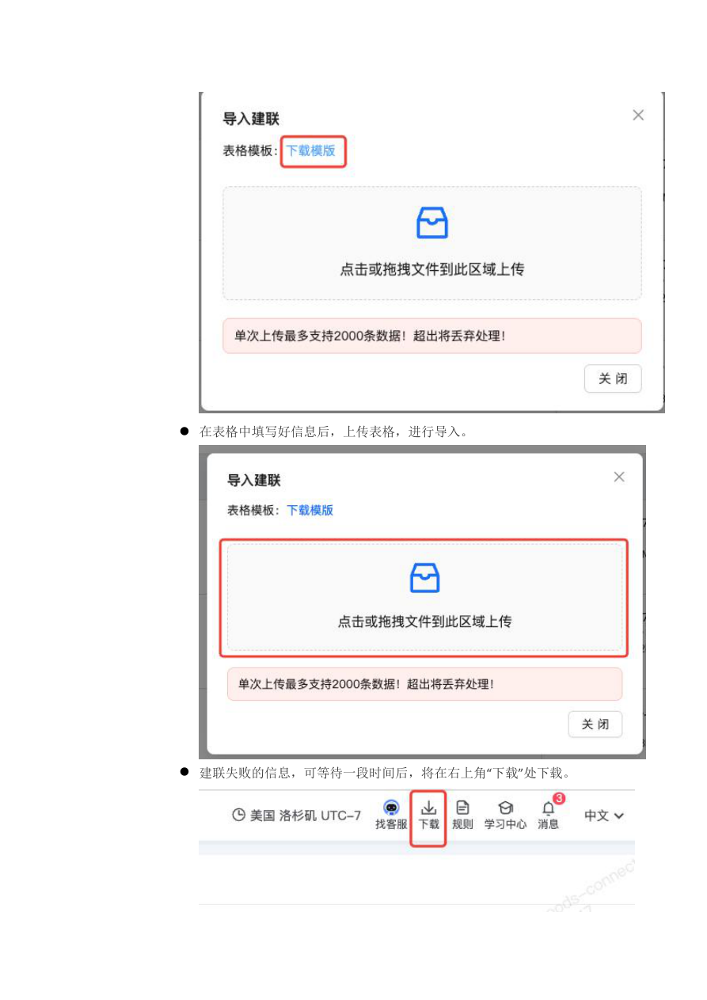 导入建联
表格模板：下载模版
点击或拖拽文件到此区域上传
单次上传最多支持2000条数据！超出将丢弃处理！
关 闭
● 在表格中填写好信息后，上传表格，进行导入。
导入建联
表格模板：下载模版
点击或拖拽文件到此区域上传
单次上传最多支持2000条数据！超出将丢弃处理！
关 闭
● 建联失败的信息，可等待一段时间后，将在右上角“下载”处下载。
3
美国 洛杉矶 UTC-7 中文
找客服 下载 规则 学习中心 消息